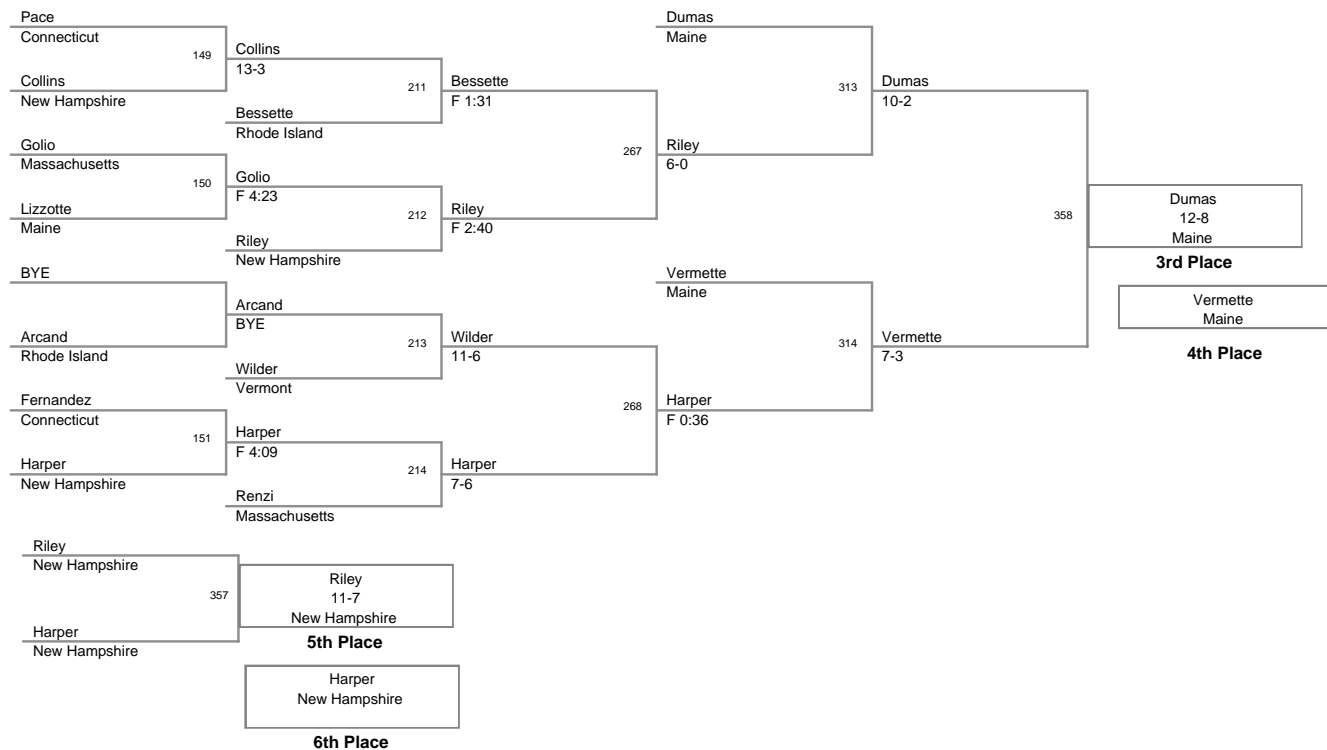 Pace
Connecticut
149
Collins
13-3
Collins
New Hampshire
211
Bessette
F 1:31
Bessette
Rhode Island
Golio
Massachusetts
150
Golio
F 4:23
Lizzotte
Maine
212
Riley
F 2:40
Riley
New Hampshire
267
Riley
6-0
Dumas
Maine
313
Dumas
10-2
BYE
Arcand
BYE
Arcand
Rhode Island
213
Wilder
11-6
Wilder
Vermont
Fernandez
Connecticut
151
Harper
F 4:09
Harper
New Hampshire
214
Harper
7-6
Renzi
Massachusetts
268
Harper
F 0:36
Vermette
Maine
314
Vermette
7-3
358
Dumas
12-8
Maine
3rd Place
Vermette
Maine
4th Place
Riley
New Hampshire
357
Riley
11-7
New Hampshire
5th Place
Harper
New Hampshire
Harper
New Hampshire
6th Place